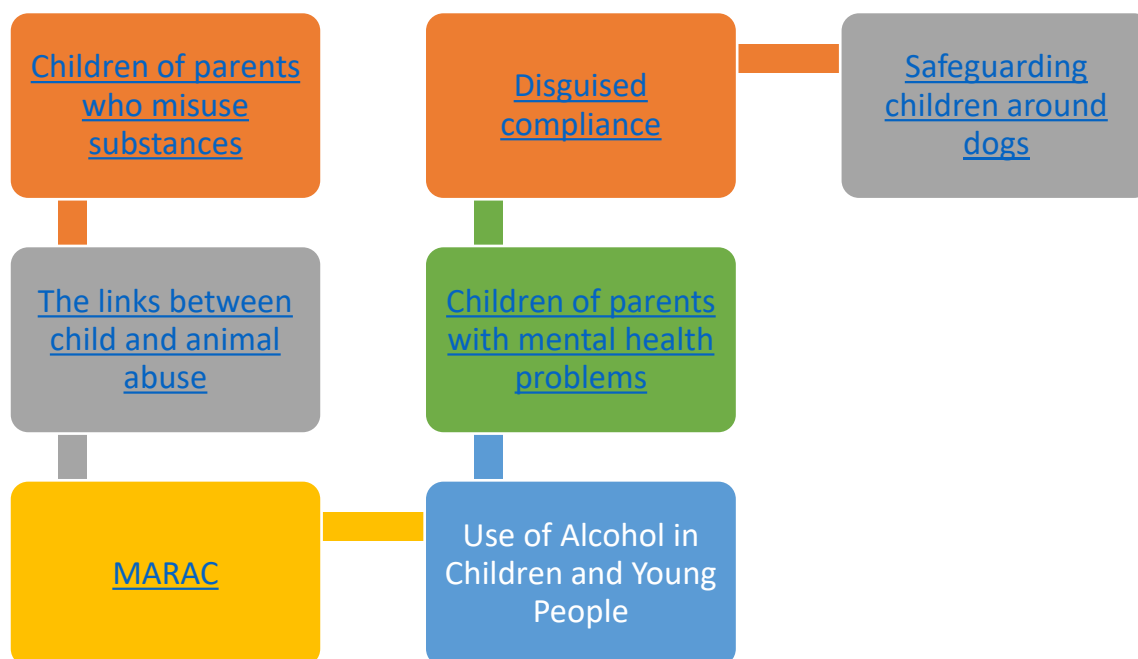 Children of parents
who misuse
substances
The links between
child and animal
abuse
MARAC
Use of Alcohol in
Children and Young
People
Children of parents
with mental health
problems
Disguised
compliance
Safeguarding
children around
dogs